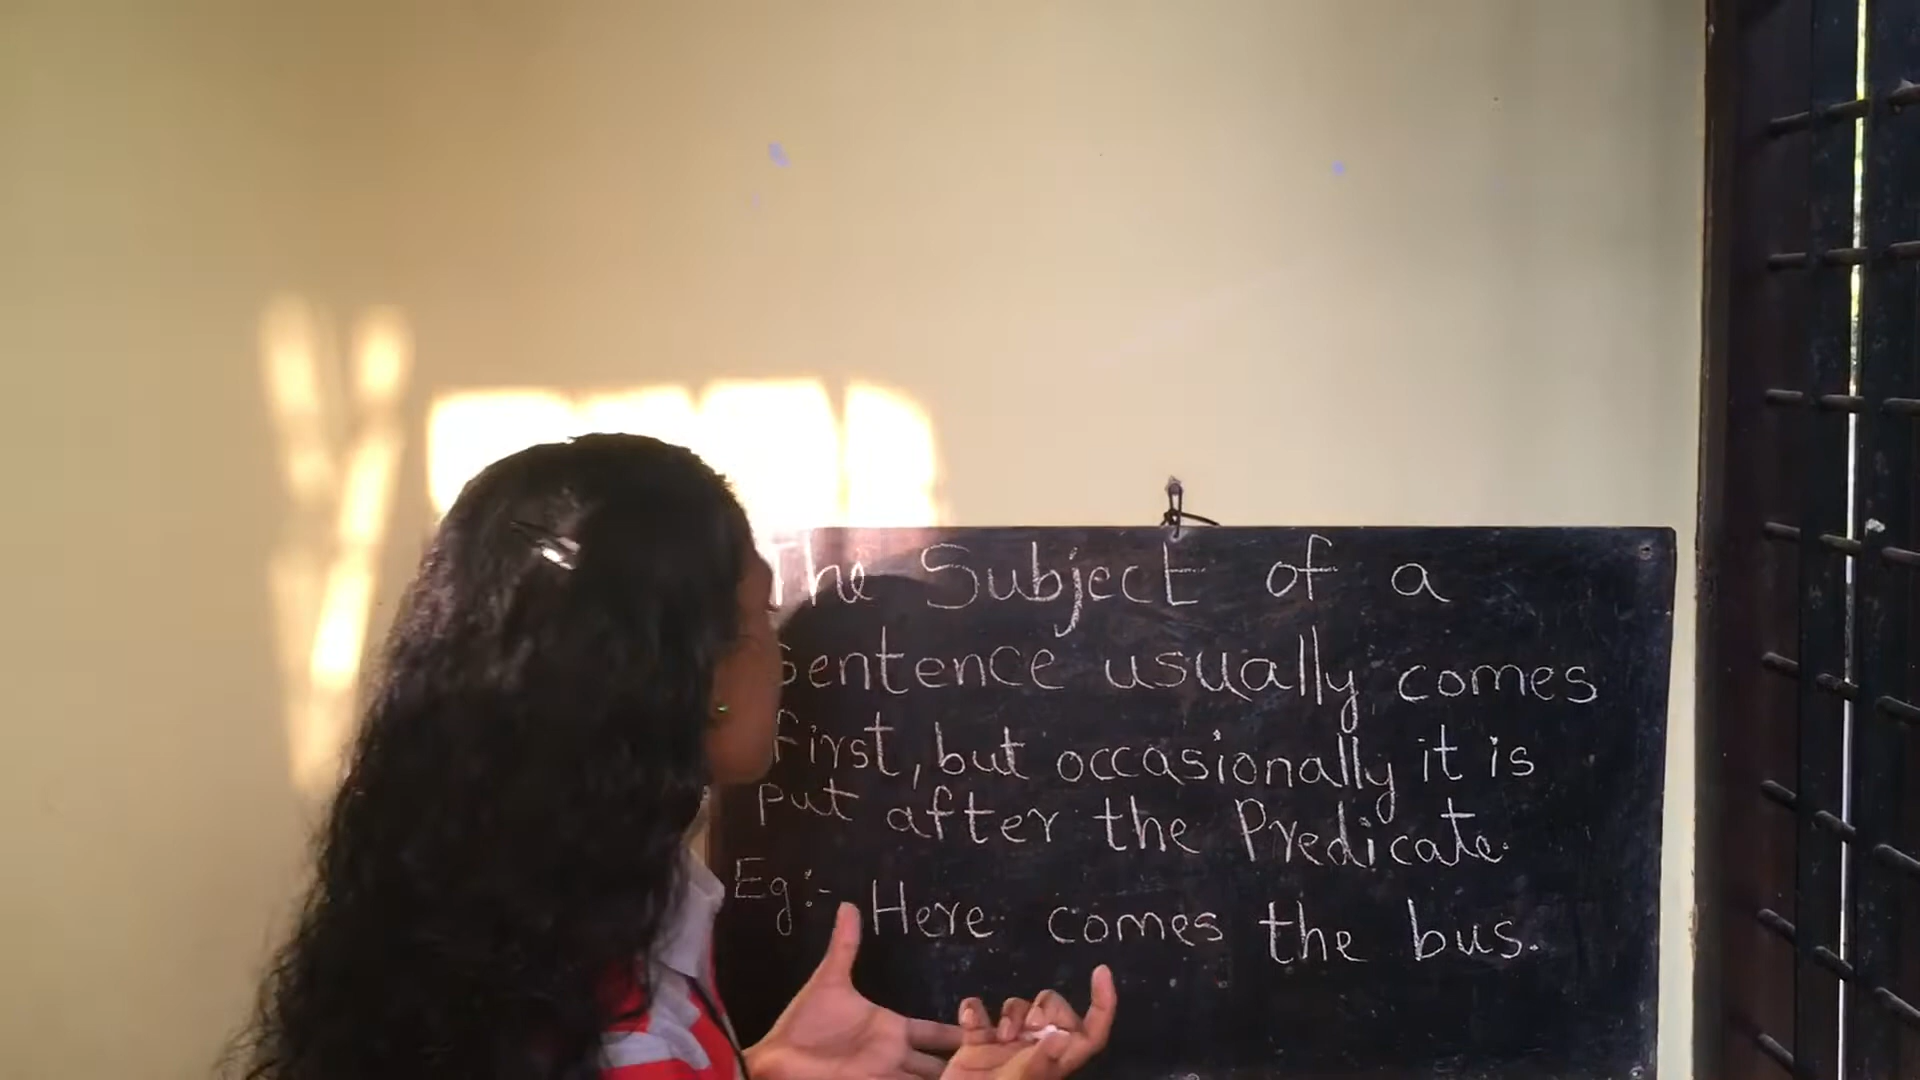 The Subject of a
Sentence usually comes
first, but occasionally it is
put after the Predicate.
Eg:- Here comes the bus.